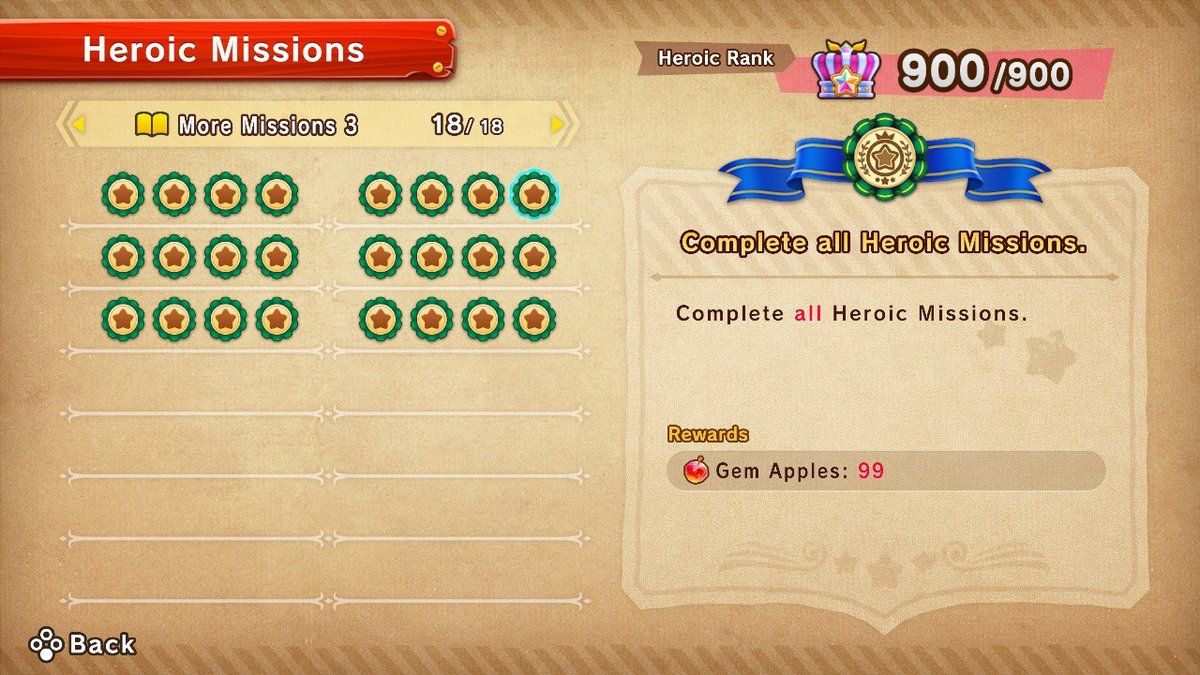 Heroic Missions
Heroic Rank 900/900
More Missions 3 18/18
Complete all Heroic Missions.
Complete all Heroic Missions.
Rewards
Gem Apples: 99
Back